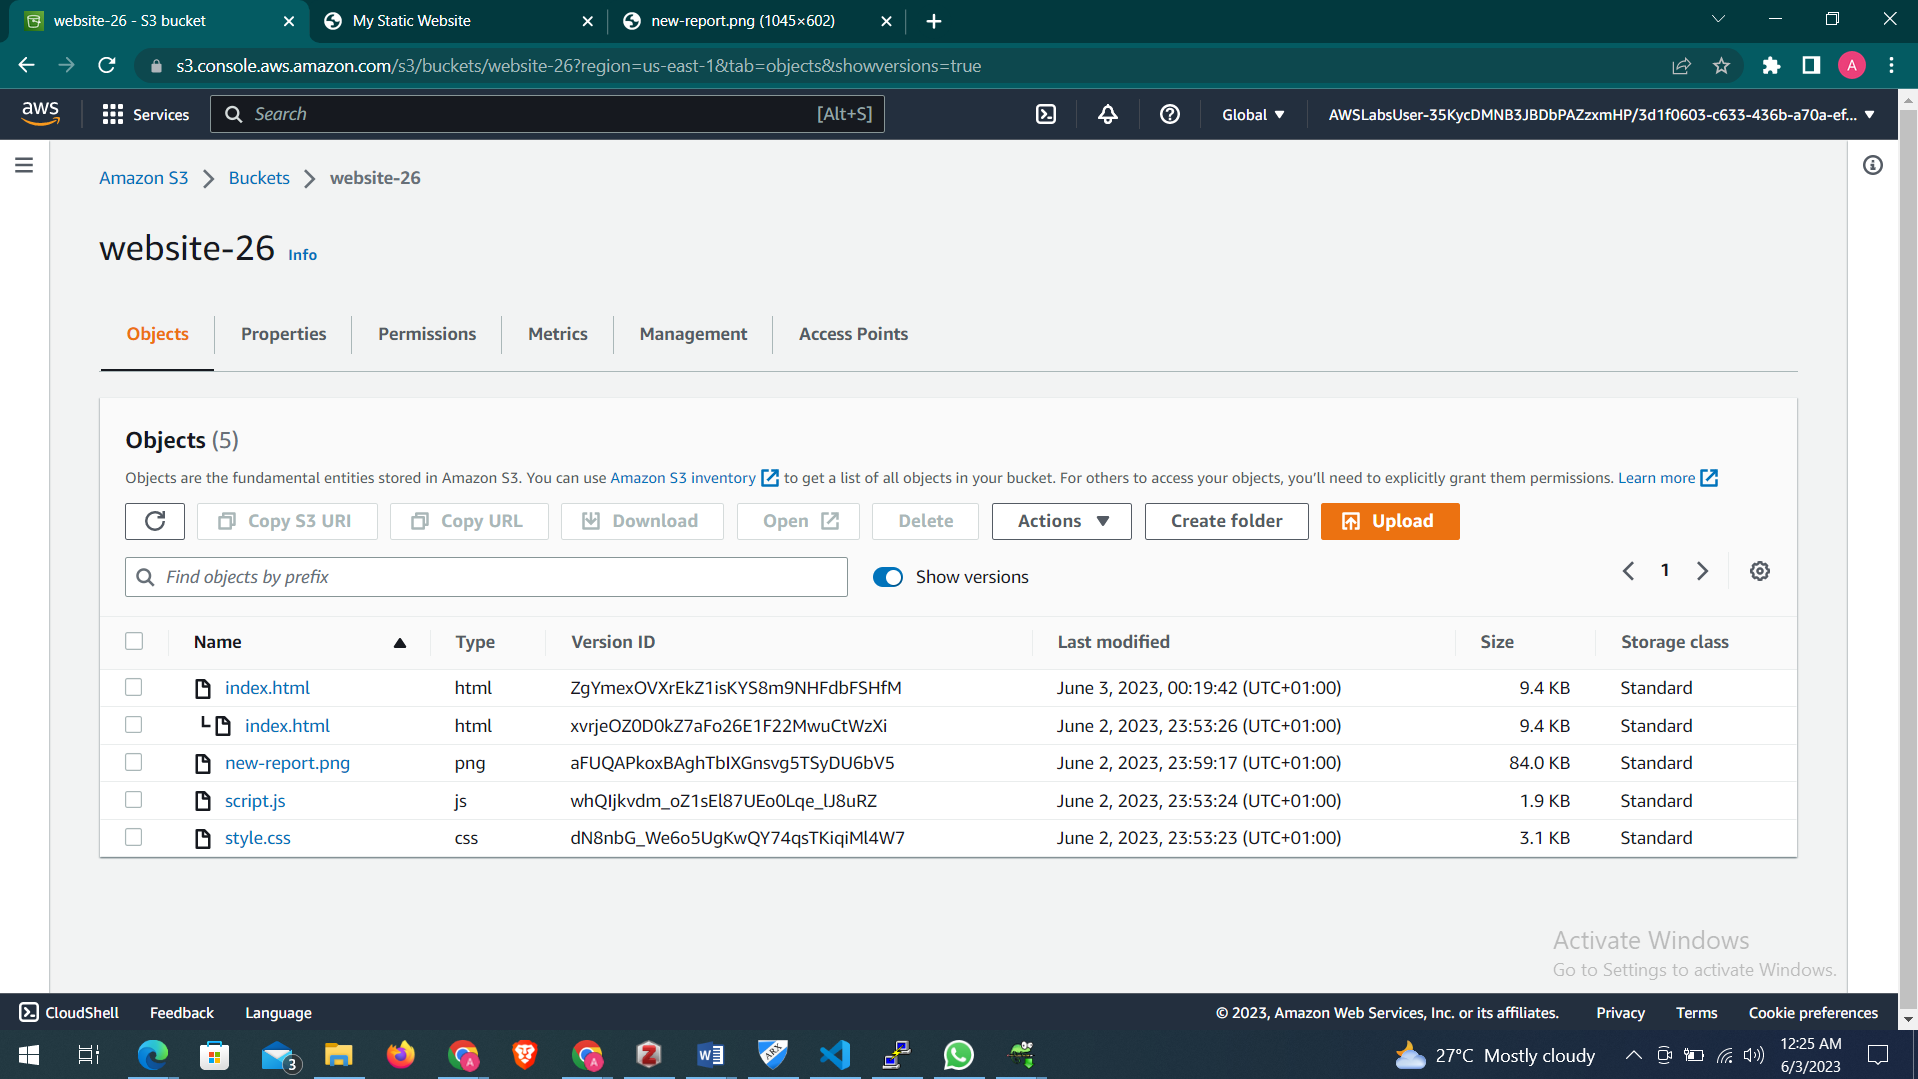 website-26 - S3 bucket
My Static Website
new-report.png (1045×602)
s3.console.aws.amazon.com/s3/buckets/website-26?region=us-east-1&tab=objects&showversions=true
A
aws
Services
Search
[Alt+S]
Global
AWSLabsUser-35KycDMNB3JBDbPAZzxmHP/3d1f0603-c633-436b-a70a-ef...
Amazon S3
Buckets
website-26
website-26 Info
Objects
Properties
Permissions
Metrics
Management
Access Points
Objects (5)
Objects are the fundamental entities stored in Amazon S3. You can use Amazon S3 inventory to get a list of all objects in your bucket. For others to access your objects, you'll need to explicitly grant them permissions. Learn more
Copy S3 URI
Copy URL
Download
Open
Delete
Actions
Create folder
Upload
Find objects by prefix
Show versions
1
Name Type Version ID Last modified Size Storage class
index.html html ZgYmexOVXrEkZ1isKYS8m9NHFdbFSHfM June 3, 2023, 00:19:42 (UTC+01:00) 9.4 KB Standard
index.html html xvrjeOZ0D0kZ7aFo26E1F22MwuCtWzXi June 2, 2023, 23:53:26 (UTC+01:00) 9.4 KB Standard
new-report.png png aFUQAPkoxBAghTbIXGnsvg5TSyDU6bV5 June 2, 2023, 23:59:17 (UTC+01:00) 84.0 KB Standard
script.js js whQIjkvdm_oZ1sEl87UEo0Lqe_lJ8uRZ June 2, 2023, 23:53:24 (UTC+01:00) 1.9 KB Standard
style.css css dN8nbG_We6o5UgKwQY74qsTKiqiMl4W7 June 2, 2023, 23:53:23 (UTC+01:00) 3.1 KB Standard
Activate Windows
Go to Settings to activate Windows.
CloudShell
Feedback
Language
© 2023, Amazon Web Services, Inc. or its affiliates.
Privacy
Terms
Cookie preferences
3
A
A
Z
W
ARX
27°C Mostly cloudy
12:25 AM
6/3/2023